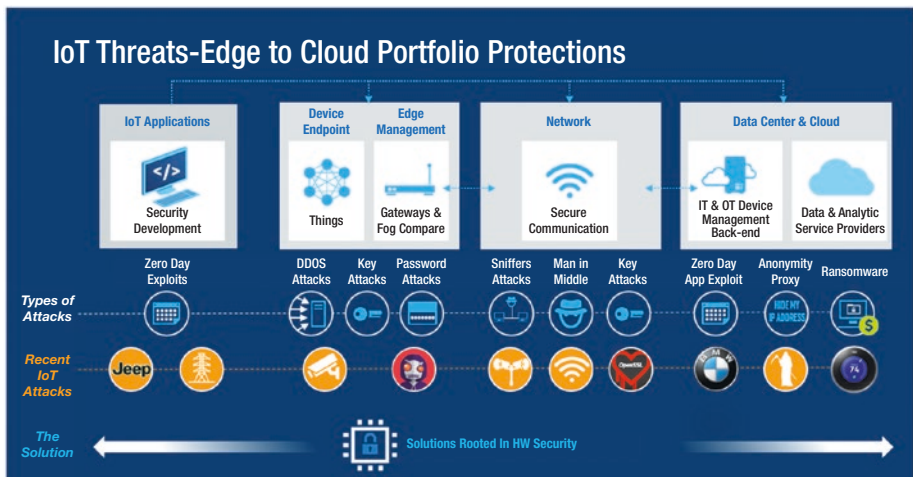 IoT Threats-Edge to Cloud Portfolio Protections
IoT Applications
</>
Security
Development
Device
Endpoint
Things
Edge
Management
Gateways &
Fog Compare
Network
Secure
Communication
Data Center & Cloud
IT & OT Device
Management
Back-end
Data & Analytic
Service Providers
Types of
Attacks
Zero Day
Exploits
DDOS
Attacks
Key
Attacks
Password
Attacks
Sniffers
Attacks
Man in
Middle
Key
Attacks
Zero Day
App Exploit
Anonymity
Proxy
HIDE MY
IP ADDRESS
Ransomware
$
Recent
IoT
Attacks
Jeep
OpenSSL
BMW
74
The
Solution
Solutions Rooted In HW Security